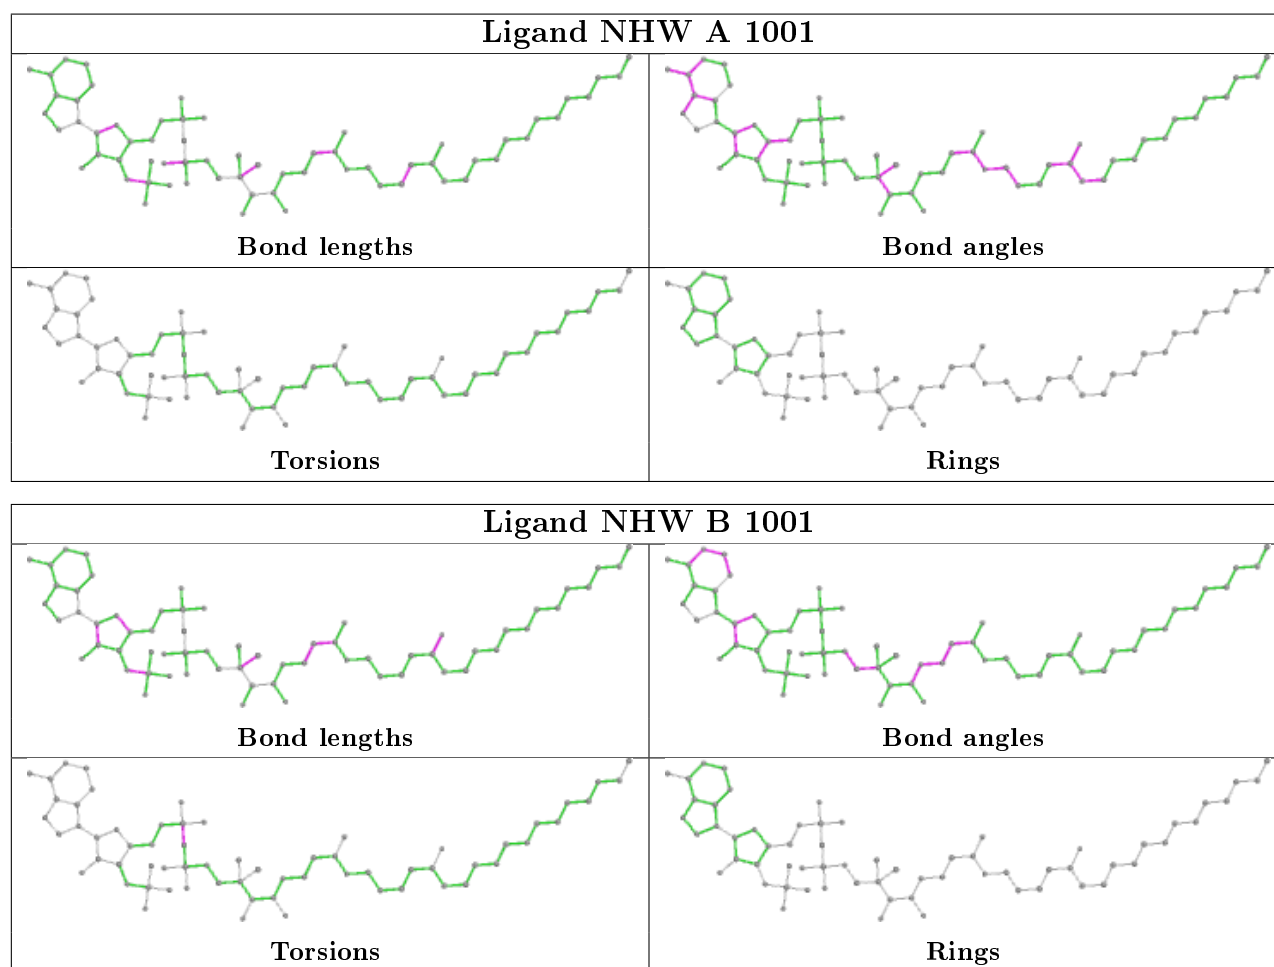 Ligand NHW A 1001
Bond lengths
Bond angles
Torsions
Rings
Ligand NHW B 1001
Bond lengths
Bond angles
Torsions
Rings